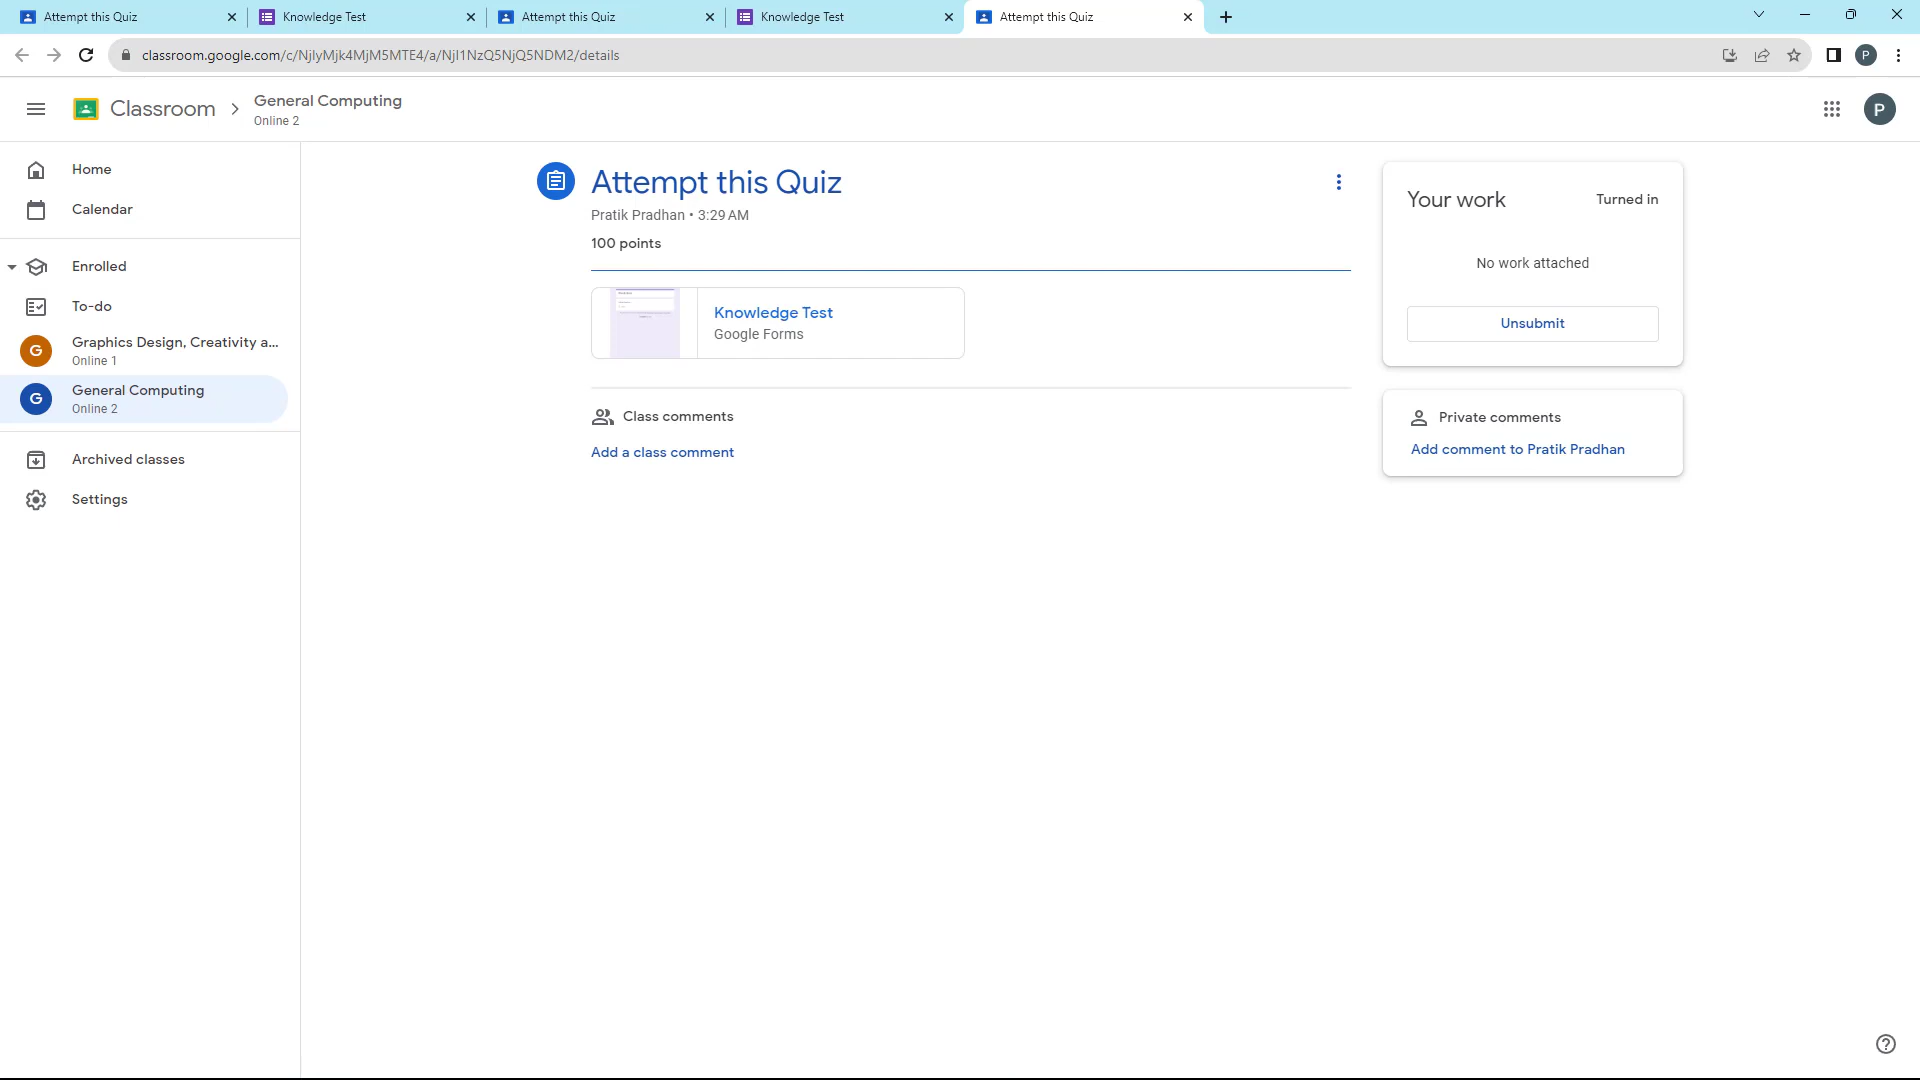 Attempt this Quiz
Knowledge Test
Attempt this Quiz
Knowledge Test
Attempt this Quiz
classroom.google.com/c/NjIyMjk4MjM5MTE4/a/NjI1NzQ5NjQ5NDM2/details
P
Classroom
General Computing
Online 2
P
Home
Calendar
Enrolled
To-do
G
Graphics Design, Creativity a...
Online 1
G
General Computing
Online 2
Archived classes
Settings
Attempt this Quiz
Pratik Pradhan • 3:29 AM
100 points
Knowledge Test
Google Forms
Class comments
Add a class comment
Your work
Turned in
No work attached
Unsubmit
Private comments
Add comment to Pratik Pradhan